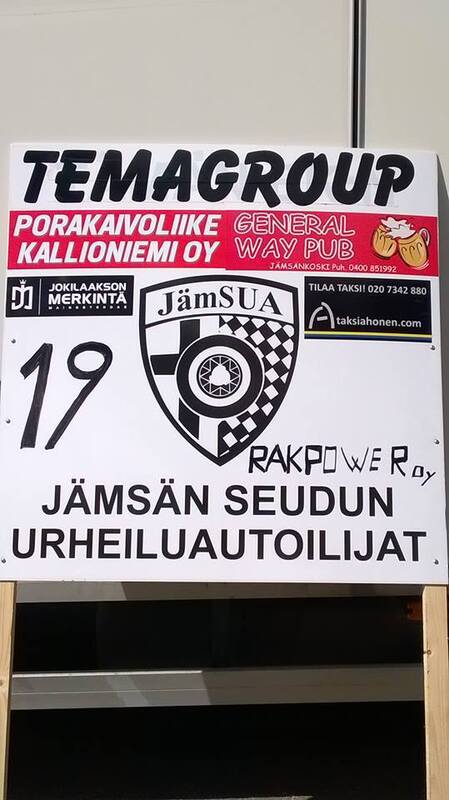 TEMAGROUP
PORAKAIVOLIIKE
KALLIONIEMI OY
GENERAL
WAY PUB
JÄMSÄNKOSKI Puh. 0400 851992
JOKILAAKSON
MERKINTÄ
MAINOSTEHDAS
JämSUA
TILAA TAKSI! 020 7342 880
taksiahonen.com
19
RAKPOWER oy
JÄMSÄN SEUDUN
URHEILUAUTOILIJAT